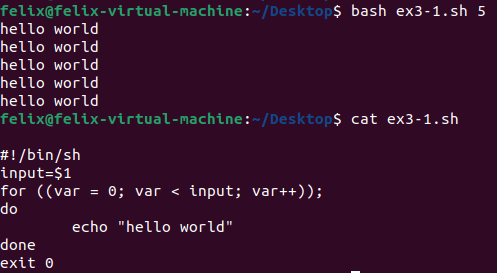 felix@felix-virtual-machine:~/Desktop$ bash ex3-1.sh 5
hello world
hello world
hello world
hello world
hello world
felix@felix-virtual-machine:~/Desktop$ cat ex3-1.sh

#!/bin/sh
input=$1
for ((var = 0; var < input; var++));
do
        echo "hello world"
done
exit 0